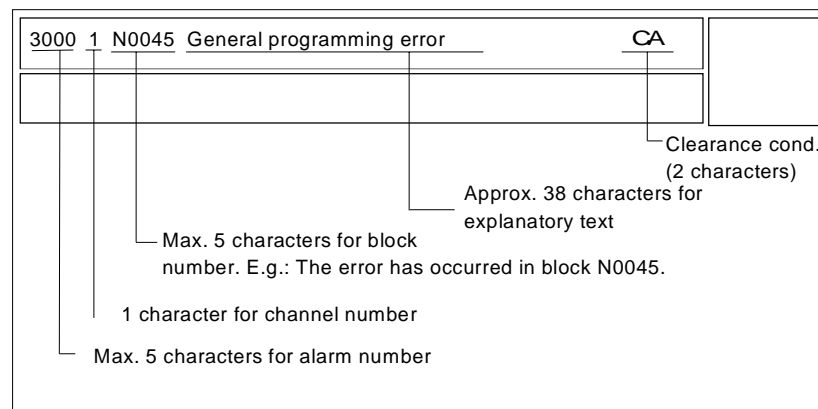 3000 1 N0045 General programming error CA
Clearance cond.
(2 characters)
Approx. 38 characters for
explanatory text
Max. 5 characters for block
number. E.g.: The error has occurred in block N0045.
1 character for channel number
Max. 5 characters for alarm number